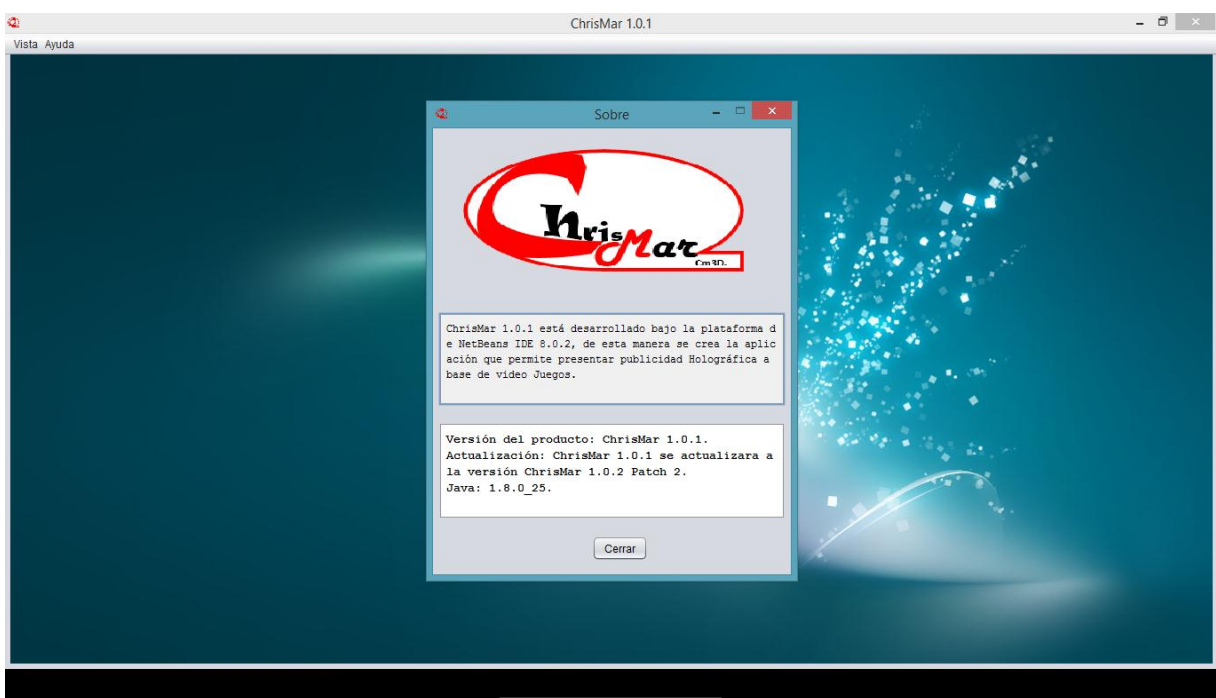 ChrisMar 1.0.1
Vista Ayuda
Sobre
ChrisMar
Cm3D.
ChrisMar 1.0.1 está desarrollado bajo la plataforma d
e NetBeans IDE 8.0.2, de esta manera se crea la aplic
ación que permite presentar publicidad Holográfica a
base de video Juegos.
Versión del producto: ChrisMar 1.0.1.
Actualización: ChrisMar 1.0.1 se actualizara a
la versión ChrisMar 1.0.2 Patch 2.
Java: 1.8.0_25.
Cerrar